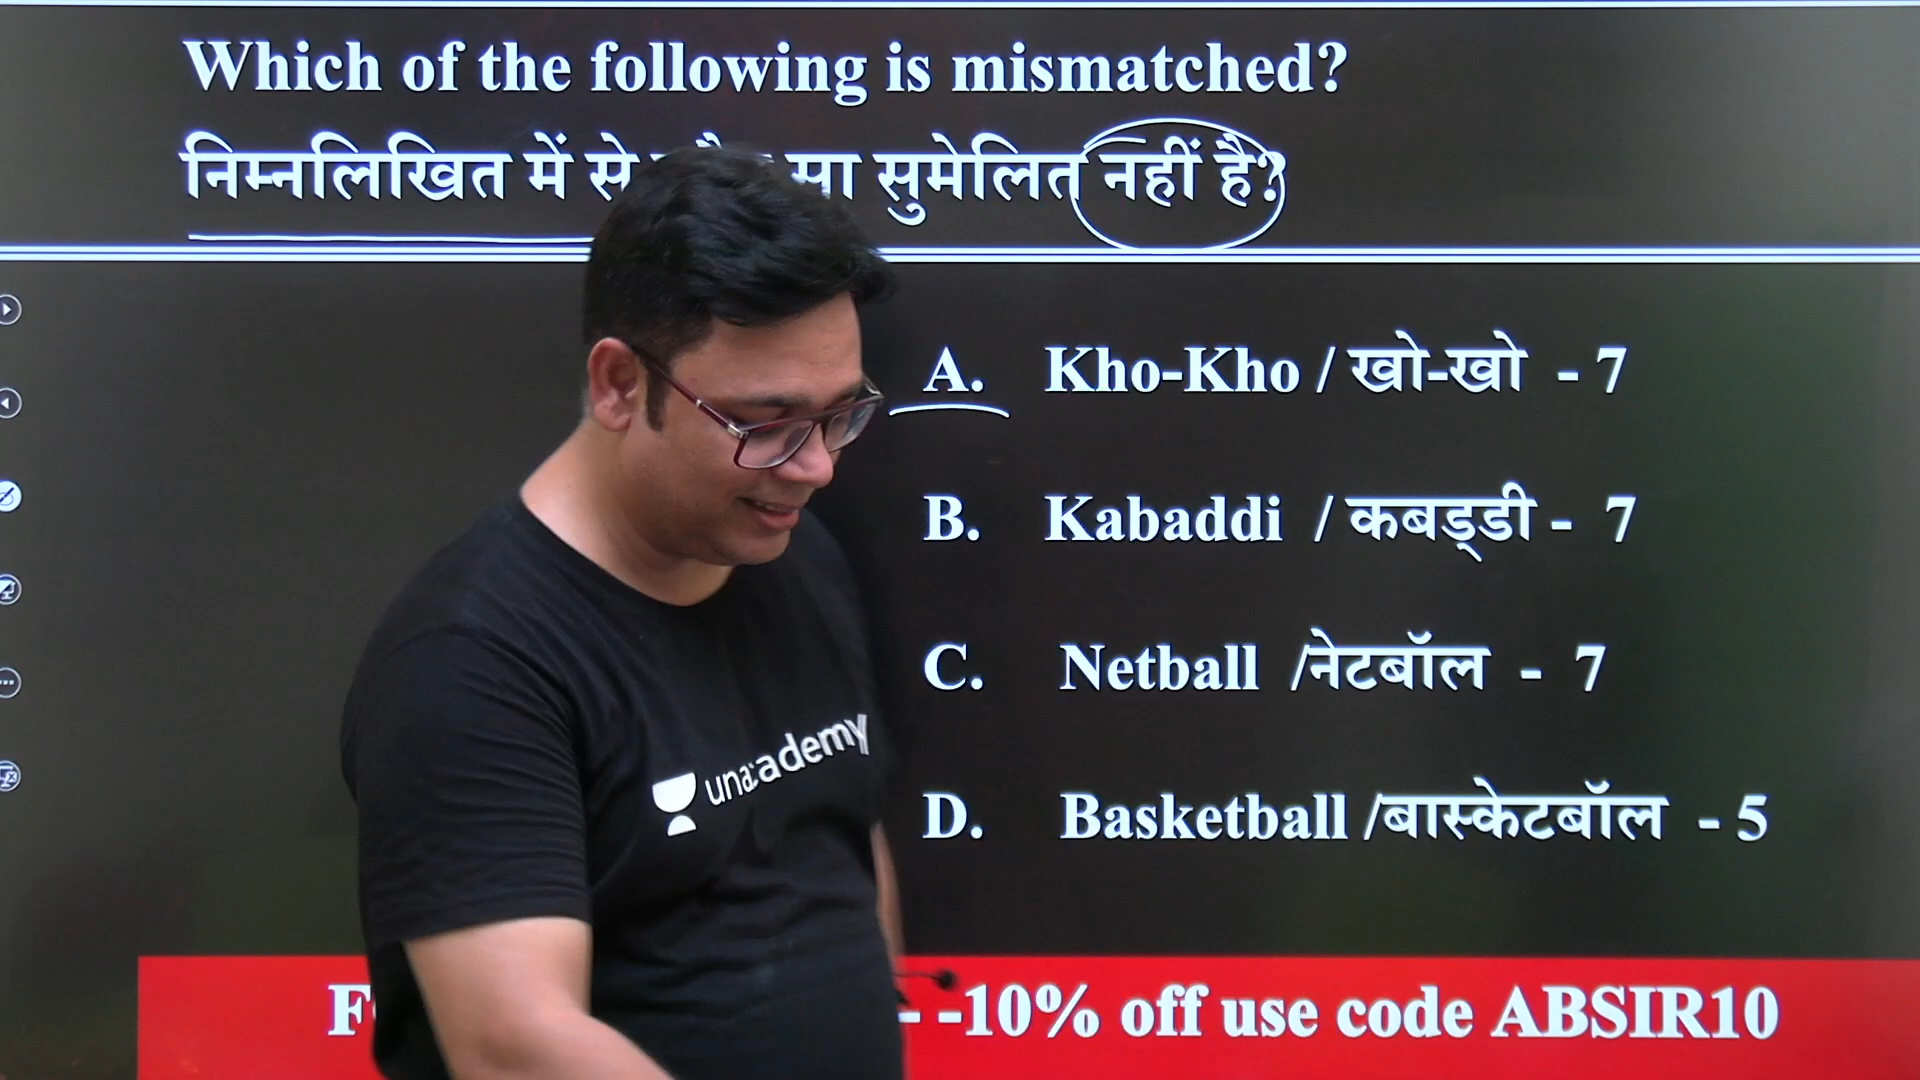 Which of the following is mismatched?
निम्नलिखित में से सा सुमेलित नहीं है?
A. Kho-Kho / खो-खो - 7
B. Kabaddi / कबड्डी - 7
C. Netball /नेटबॉल - 7
D. Basketball /बास्केटबॉल - 5
unacademy
- -10% off use code ABSIR10